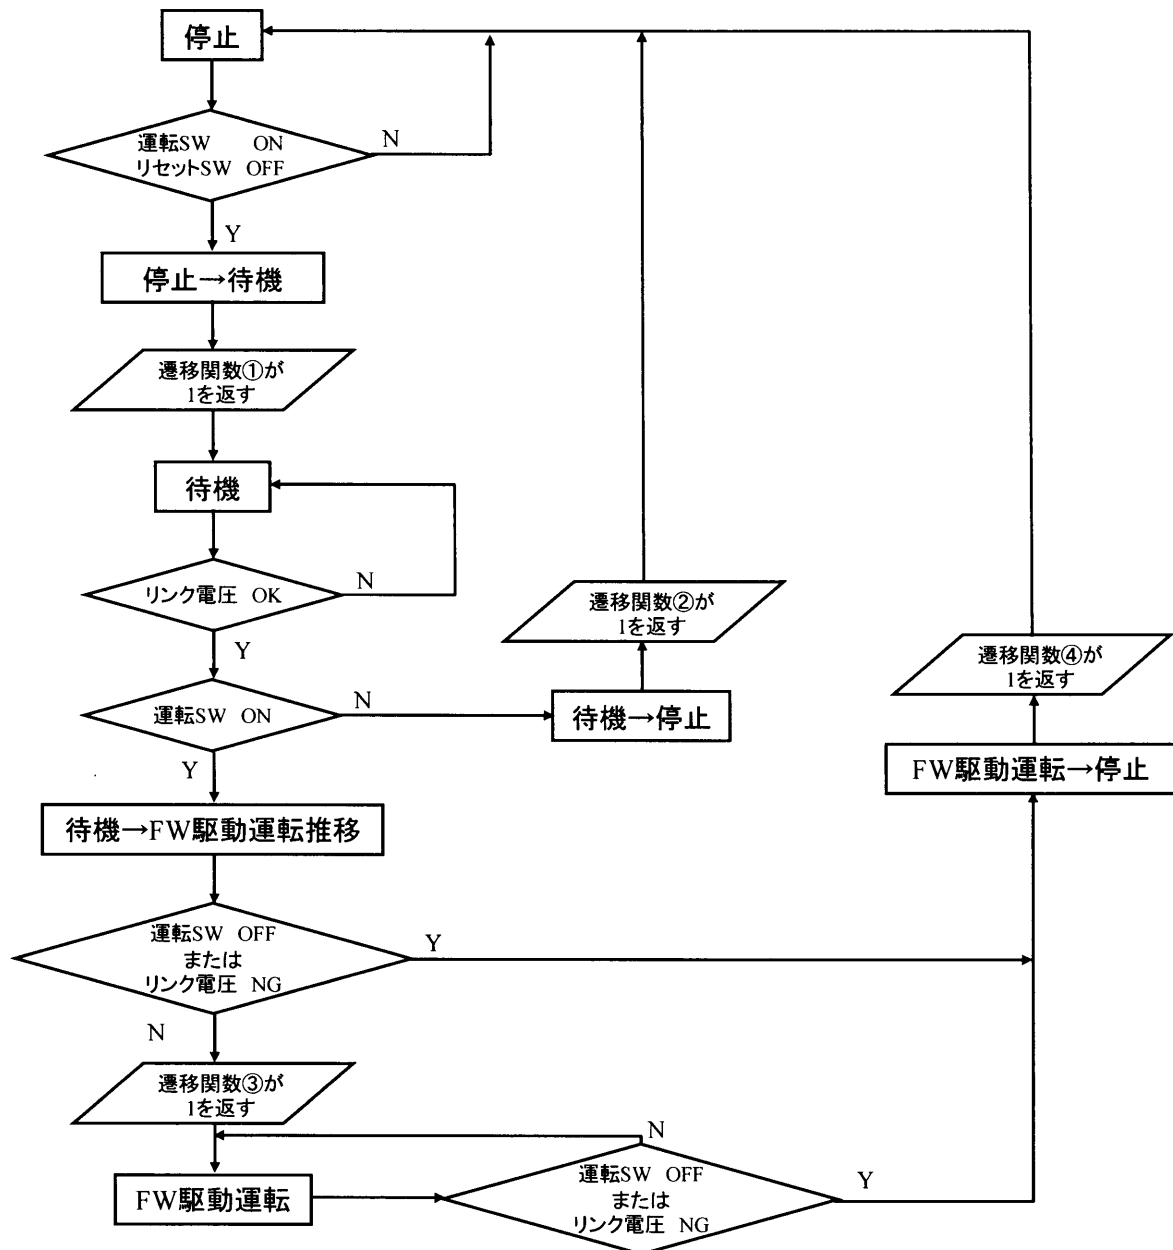 停止
運転SW ON
リセットSW OFF
N
Y
停止→待機
遷移関数①が
1を返す
待機
リンク電圧 OK
N
Y
運転SW ON
N
Y
待機→停止
遷移関数②が
1を返す
待機→FW駆動運転推移
運転SW OFF
または
リンク電圧 NG
Y
N
遷移関数③が
1を返す
FW駆動運転
運転SW OFF
または
リンク電圧 NG
N
Y
FW駆動運転→停止
遷移関数④が
1を返す